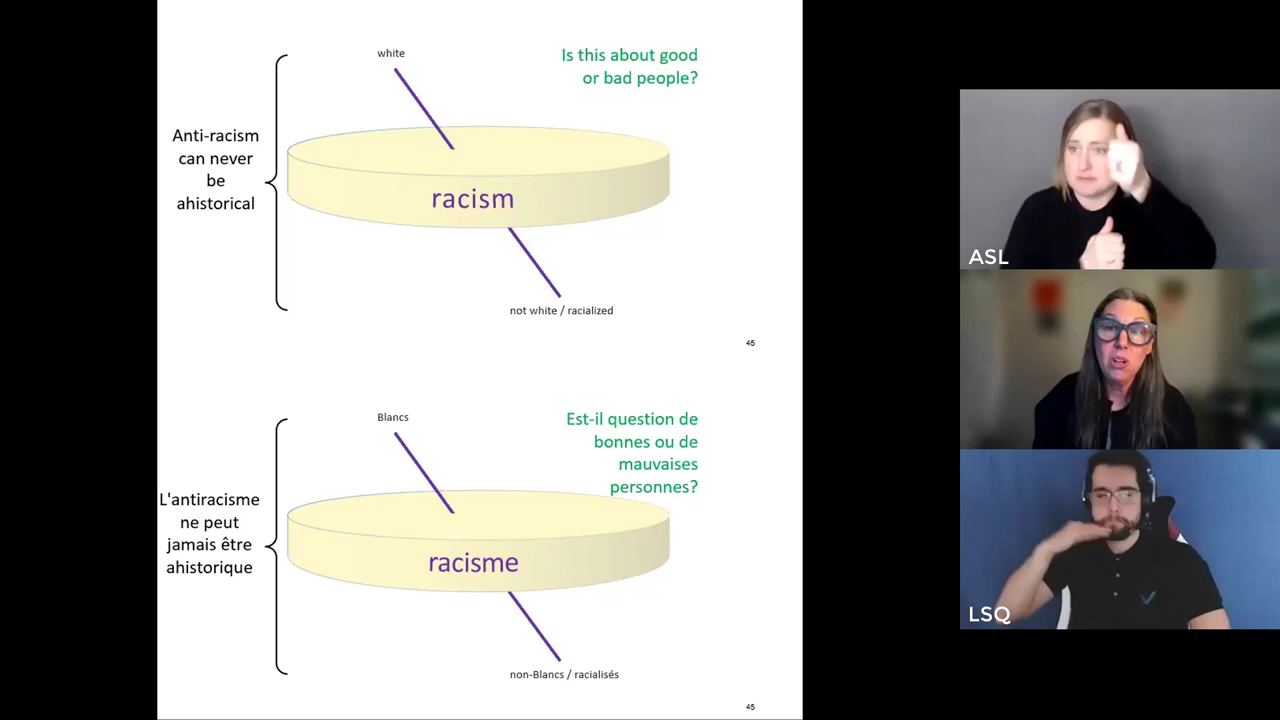 white
Is this about good
or bad people?
Anti-racism
can never
be
ahistorical
racism
not white / racialized
45
Blancs
Est-il question de
bonnes ou de
mauvaises
personnes?
L'antiracisme
ne peut
jamais être
ahistorique
racisme
non-Blancs / racialisés
45
ASL
LSQ